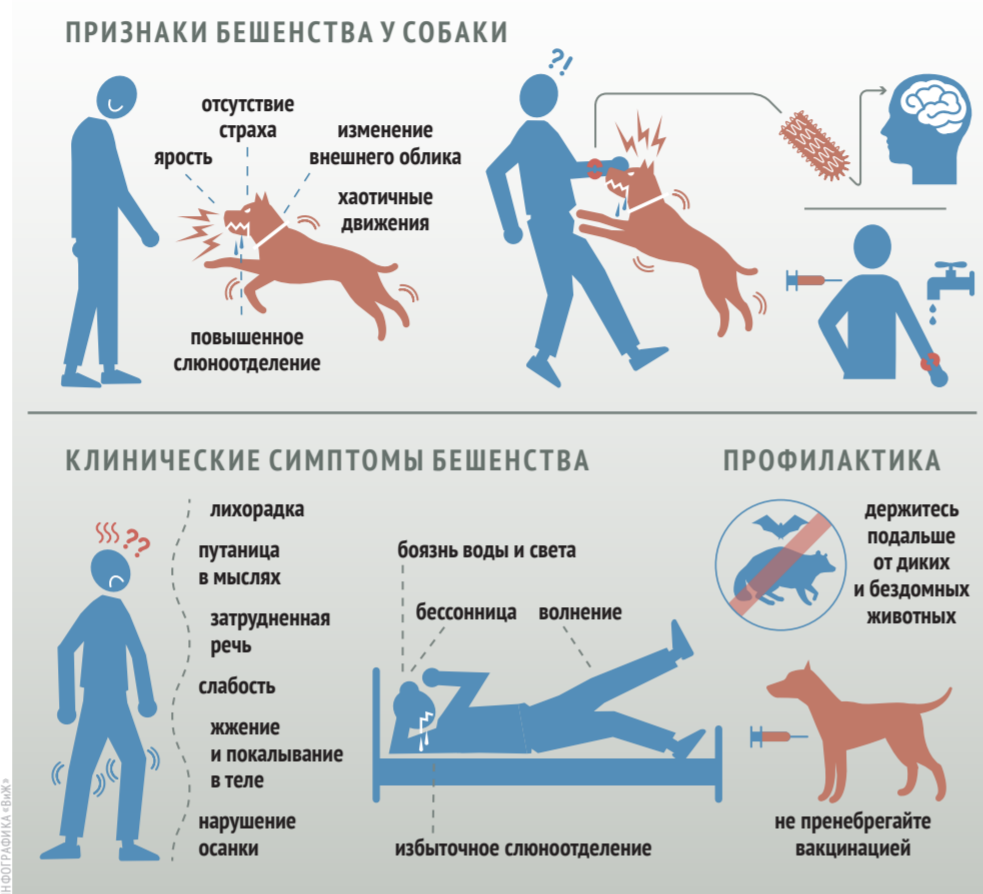 ПРИЗНАКИ БЕШЕНСТВА У СОБАКИ
отсутствие
страха
ярость
изменение
внешнего облика
хаотичные
движения
повышенное
слюноотделение
?!
КЛИНИЧЕСКИЕ СИМПТОМЫ БЕШЕНСТВА
??
лихорадка
путаница
в мыслях
затрудненная
речь
слабость
жжение
и покалывание
в теле
нарушение
осанки
боязнь воды и света
бессонница
волнение
избыточное слюноотделение
ПРОФИЛАКТИКА
держитесь
подальше
от диких
и бездомных
животных
не пренебрегайте
вакцинацией
НФОГРАФИКА «ВиЖ»